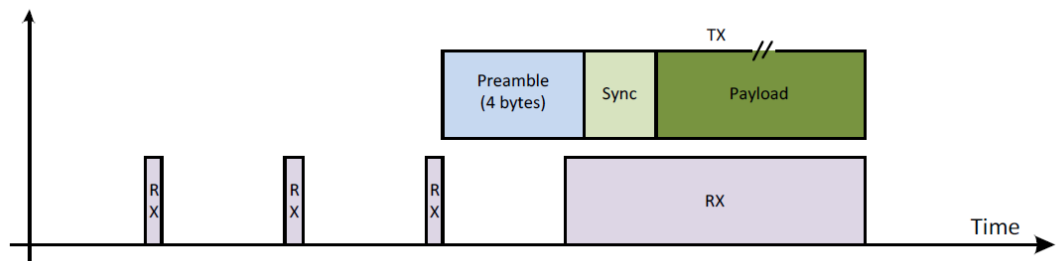 TX
Preamble
(4 bytes)
Sync
Payload
R
X
R
X
R
X
RX
Time